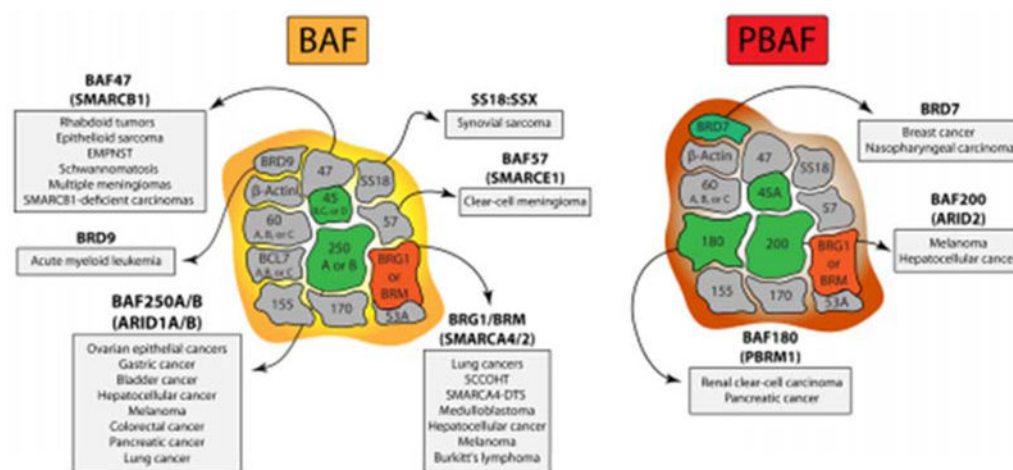 BAF
BAF47
(SMARCB1)
Rhabdoid tumors
Epithelioid sarcoma
EMPNST
Schwannomatosis
Multiple meningiomas
SMARCB1-deficient carcinomas
BRD9
Acute myeloid leukemia
BAF250A/B
(ARID1A/B)
Ovarian epithelial cancers
Gastric cancer
Bladder cancer
Hepatocellular cancer
Melanoma
Colorectal cancer
Pancreatic cancer
Lung cancer
BRD9
47
SS18
β-Actin
45
B, C, or D
57
60
A, B, or C
250
A or B
BRG1
or
BRM
BCL7
A, B, or C
155
170
53A
SS18:SSX
Synovial sarcoma
BAF57
(SMARCE1)
Clear-cell meningioma
BRG1/BRM
(SMARCA4/2)
Lung cancers
SCCOHT
SMARCA4-DTS
Medulloblastoma
Hepatocellular cancer
Melanoma
Burkitt's lymphoma
PBAF
BRD7
47
SS18
β-Actin
45A
57
60
A, B, or C
180
200
BRG1
or
BRM
155
170
53A
BRD7
Breast cancer
Nasopharyngeal carcinoma
BAF200
(ARID2)
Melanoma
Hepatocellular cancer
BAF180
(PBRM1)
Renal clear-cell carcinoma
Pancreatic cancer